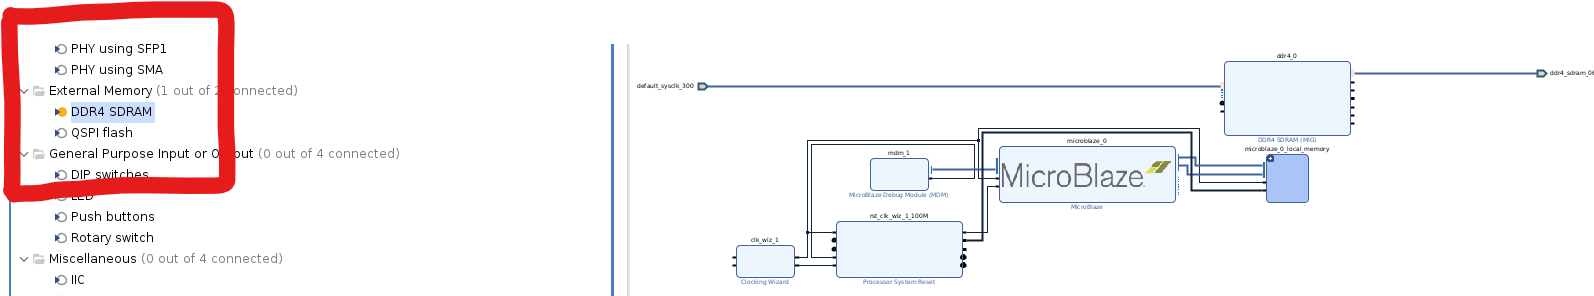 PHY using SFP1
PHY using SMA
External Memory (1 out of 2 connected)
DDR4 SDRAM
QSPI flash
General Purpose Input or Output (0 out of 4 connected)
DIP switches
LED
Push buttons
Rotary switch
Miscellaneous (0 out of 4 connected)
IIC
default_sysclk_300
ddr4_0
DDR4 SDRAM (MIG)
ddr4_sdram_06
mdm_1
MicroBlaze Debug Module (MDM)
microblaze_0
MicroBlaze
MicroBlaze
microblaze_0_local_memory
rst_clk_wiz_1_100M
Processor System Reset
clk_wiz_1
Clocking Wizard